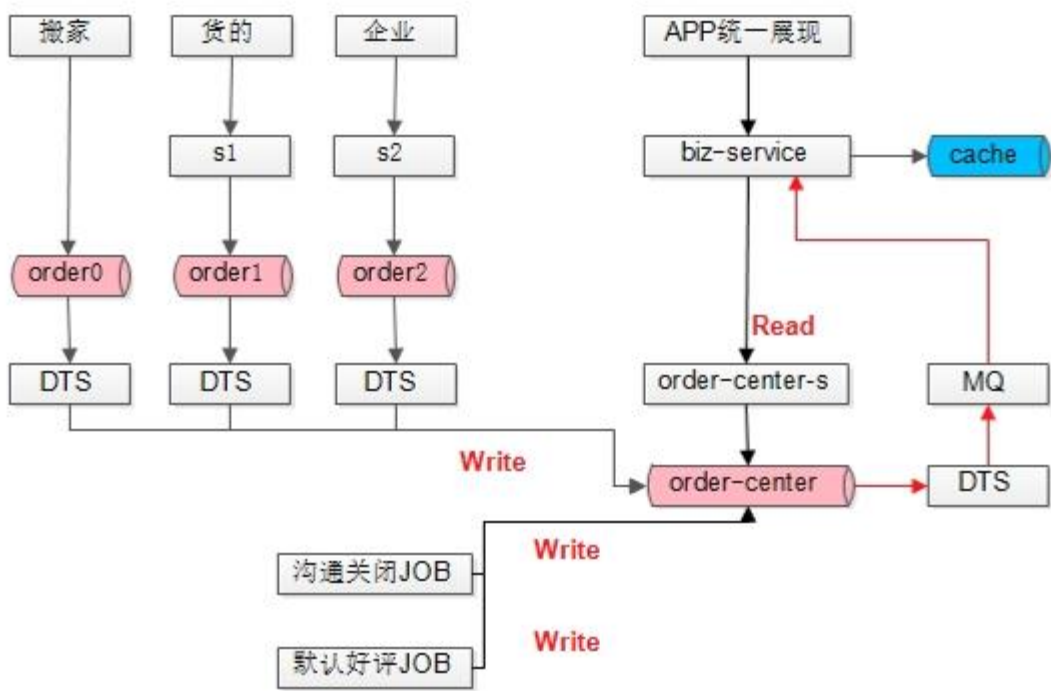 搬家
货的
企业
APP统一展现
s1
s2
biz-service
cache
order0
order1
order2
Read
DTS
DTS
DTS
order-center-s
MQ
Write
order-center
DTS
Write
沟通关闭JOB
Write
默认好评JOB